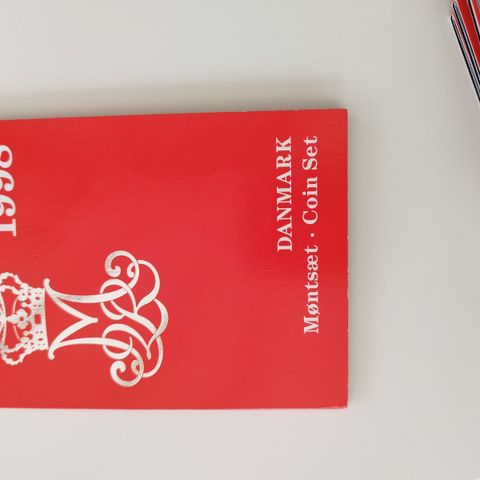 1998
DANMARK
Møntsæt · Coin Set